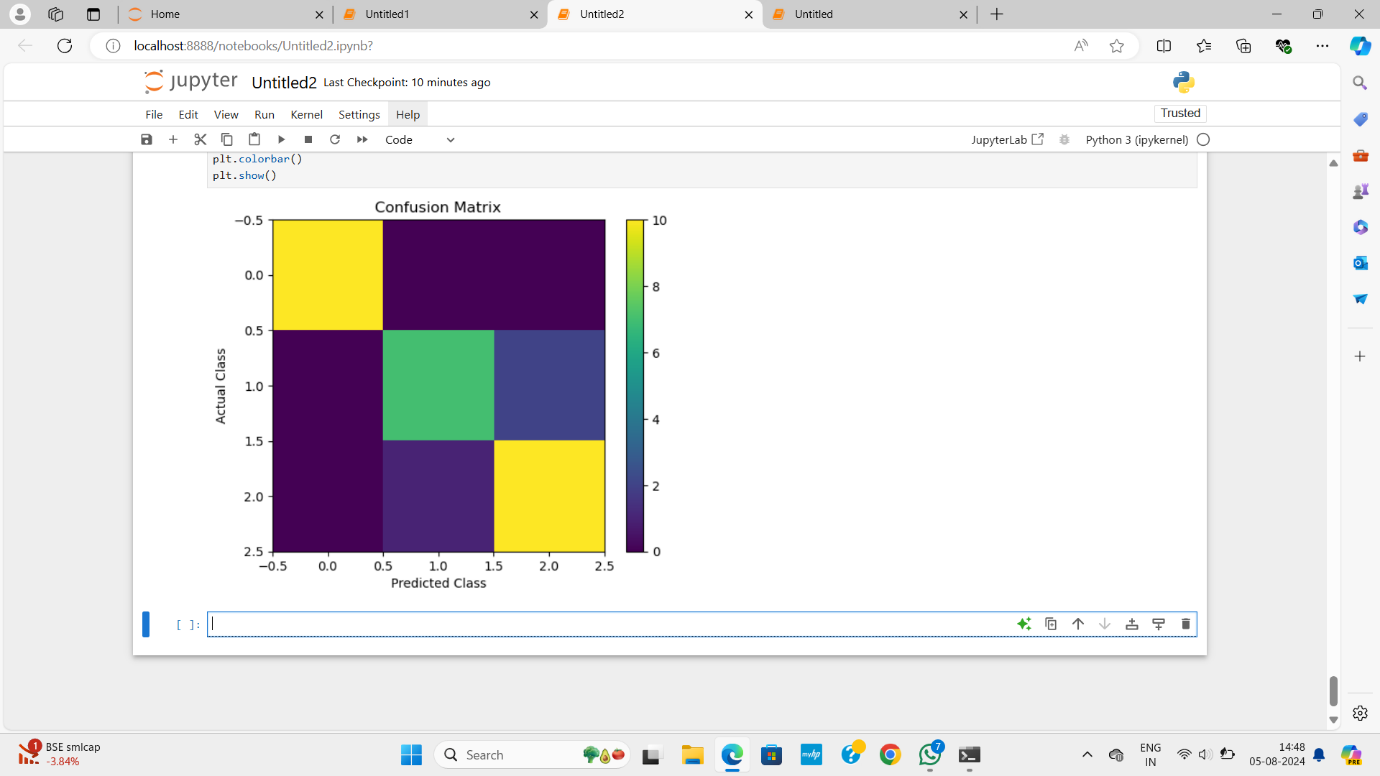 Home
Untitled1
Untitled2
Untitled
localhost:8888/notebooks/Untitled2.ipynb?
jupyter Untitled2 Last Checkpoint: 10 minutes ago
File Edit View Run Kernel Settings Help
Trusted
Code
JupyterLab
Python 3 (ipykernel)
plt.colorbar()
plt.show()
Confusion Matrix
−0.5
0.0
0.5
1.0
1.5
2.0
2.5
Actual Class
−0.5 0.0 0.5 1.0 1.5 2.0 2.5
Predicted Class
10
8
6
4
2
0
[ ]:
1
BSE smlcap
-3.84%
Search
myhp
7
ENG
IN
14:48
05-08-2024
PRE